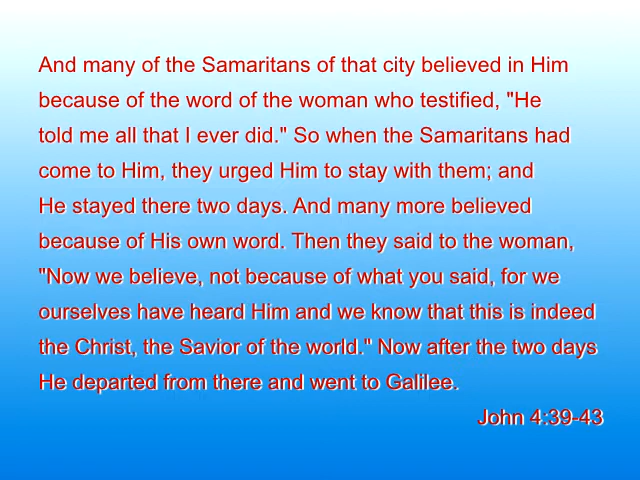 And many of the Samaritans of that city believed in Him
because of the word of the woman who testified, "He
told me all that I ever did." So when the Samaritans had
come to Him, they urged Him to stay with them; and
He stayed there two days. And many more believed
because of His own word. Then they said to the woman,
"Now we believe, not because of what you said, for we
ourselves have heard Him and we know that this is indeed
the Christ, the Savior of the world." Now after the two days
He departed from there and went to Galilee.
John 4:39-43